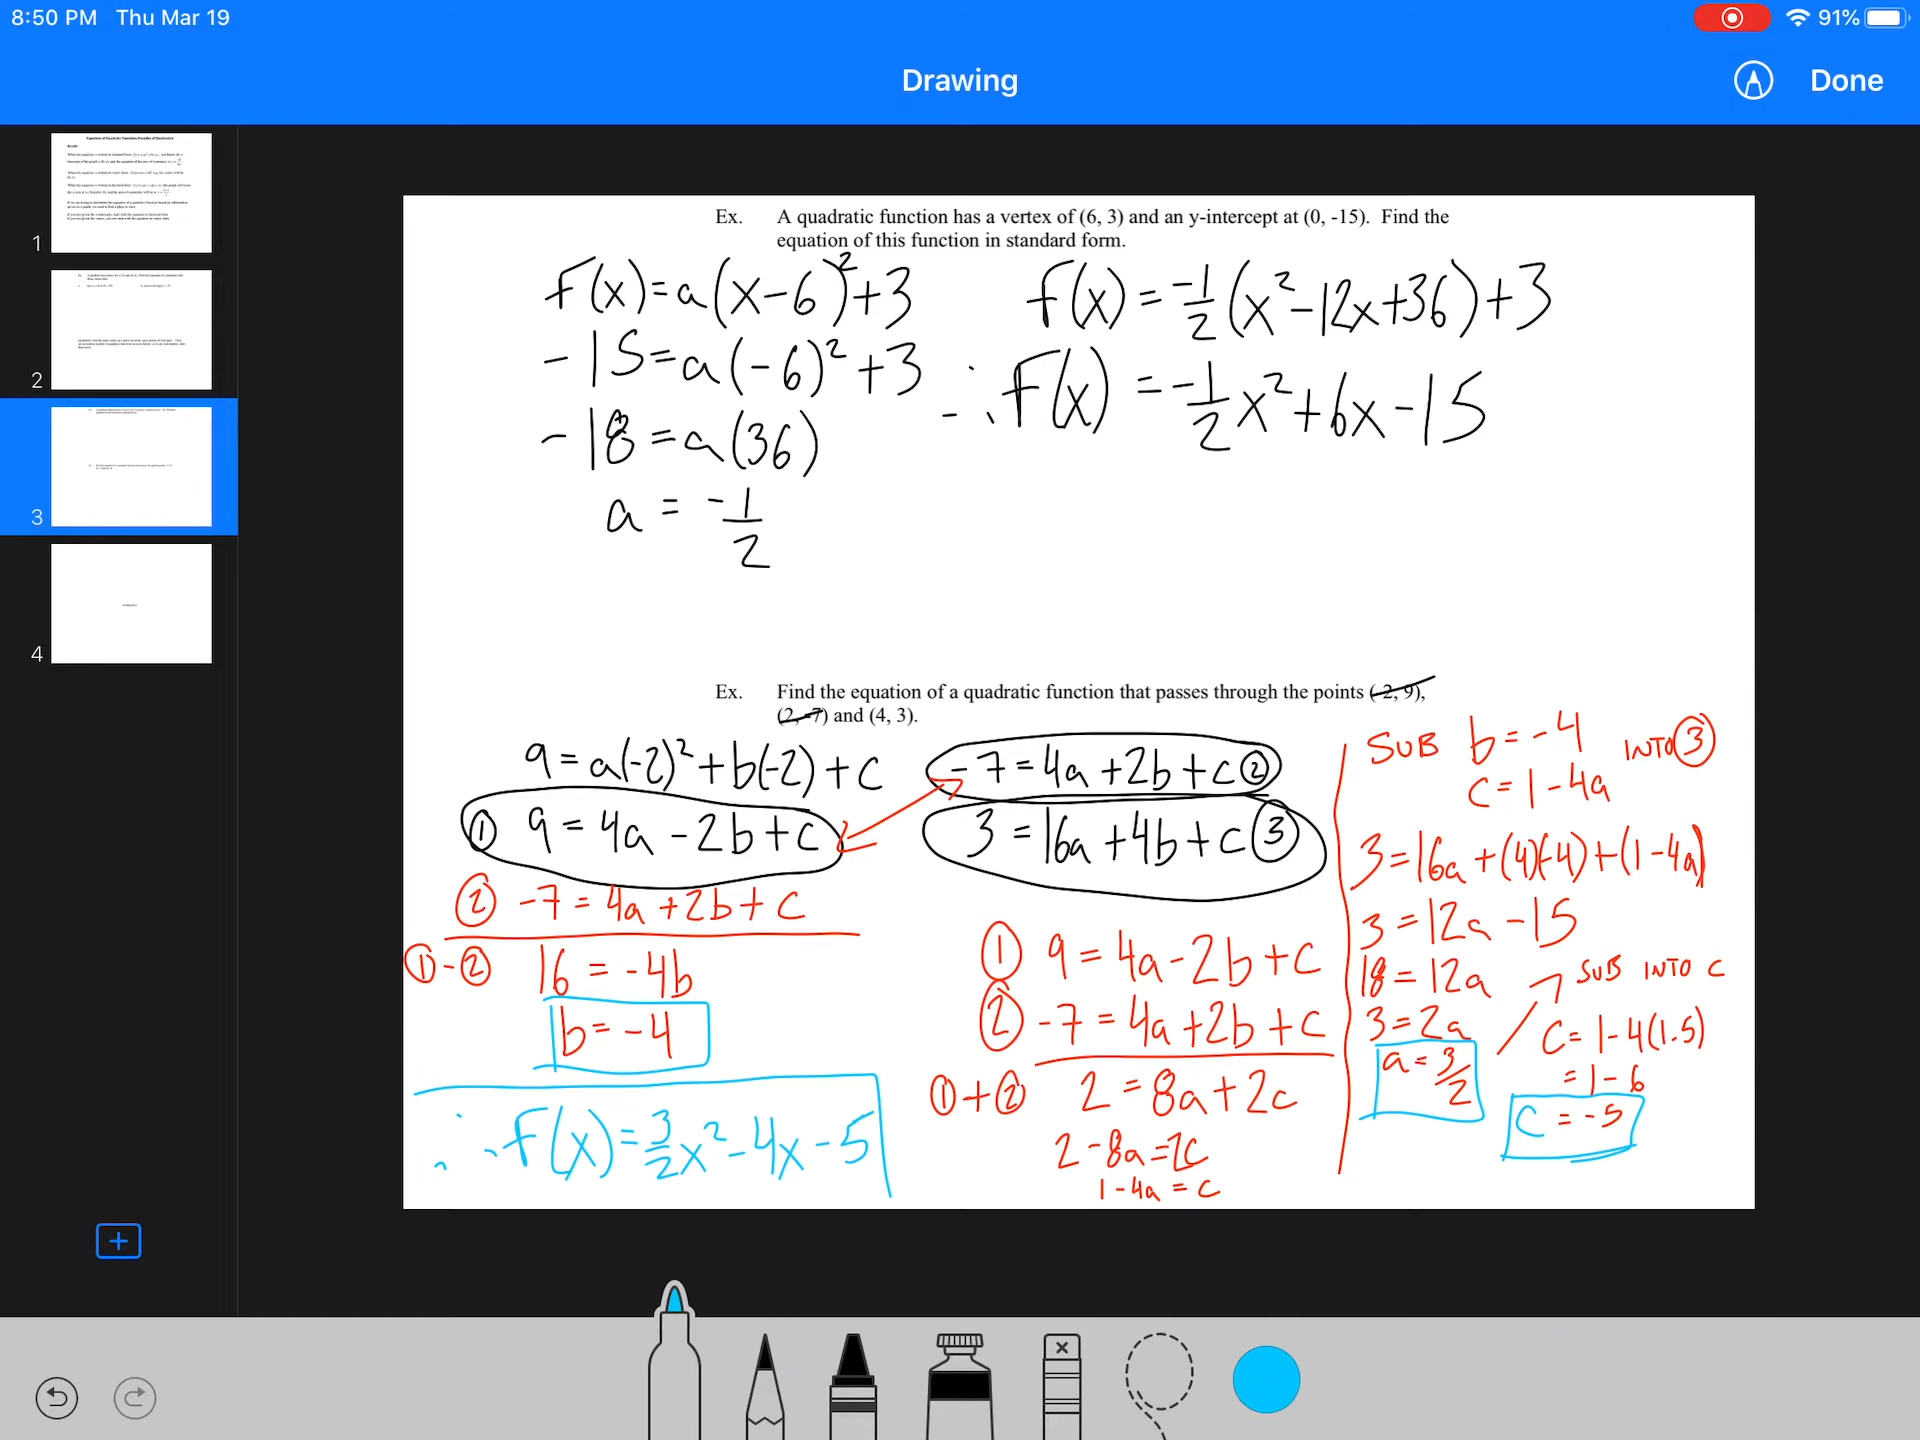 8:50 PM Thu Mar 19
91%
Drawing
Done
1
2
3
4
Ex. A quadratic function has a vertex of (6, 3) and an y-intercept at (0, -15). Find the
equation of this function in standard form.
f(x)=a(x-6)²+3
-15=a(-6)²+3
-18=a(36)
a = -1/2
f(x)=-1/2(x²-12x+36)+3
∴ f(x) = -1/2x²+6x-15
Ex. Find the equation of a quadratic function that passes through the points (-2, 9),
(2, -7) and (4, 3).
9=a(-2)²+b(-2)+c
① 9=4a-2b+c
-7=4a+2b+c ②
3=16a+4b+c ③
② -7=4a+2b+c
①-② 16=-4b
b=-4
∴ f(x)=3/2x²-4x-5
① 9=4a-2b+c
② -7=4a+2b+c
①+② 2=8a+2c
2-8a=2c
1-4a=c
SUB b=-4 INTO ③
c=1-4a
3=16a+(4)(-4)+(1-4a)
3=12a-15
18=12a
3=2a
a=3/2
SUB INTO C
C=1-4(1.5)
=1-6
C=-5